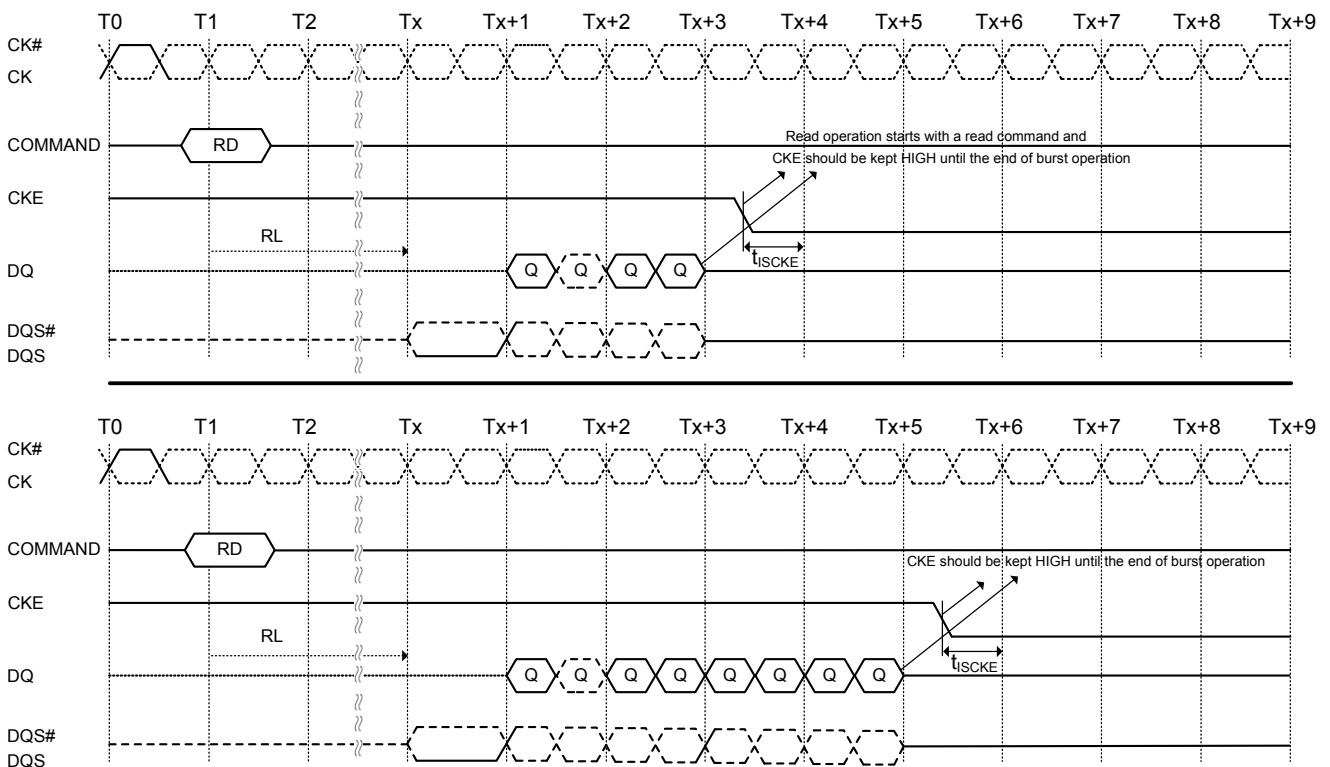 T0 T1 T2 Tx Tx+1 Tx+2 Tx+3 Tx+4 Tx+5 Tx+6 Tx+7 Tx+8 Tx+9
CK#
CK
COMMAND RD
Read operation starts with a read command and
CKE should be kept HIGH until the end of burst operation
CKE
RL
tISCKE
DQ Q Q Q Q
DQS#
DQS
T0 T1 T2 Tx Tx+1 Tx+2 Tx+3 Tx+4 Tx+5 Tx+6 Tx+7 Tx+8 Tx+9
CK#
CK
COMMAND RD
CKE should be kept HIGH until the end of burst operation
CKE
RL
tISCKE
DQ Q Q Q Q Q Q Q Q
DQS#
DQS